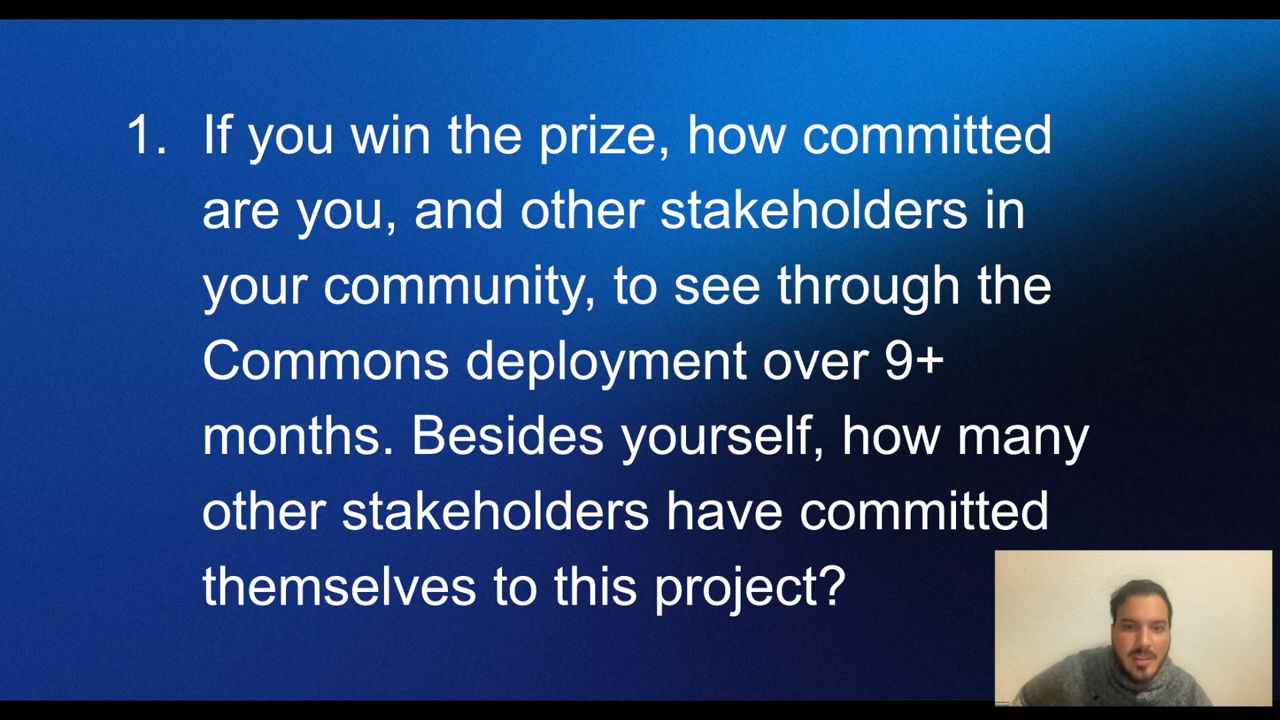 1. If you win the prize, how committed
are you, and other stakeholders in
your community, to see through the
Commons deployment over 9+
months. Besides yourself, how many
other stakeholders have committed
themselves to this project?